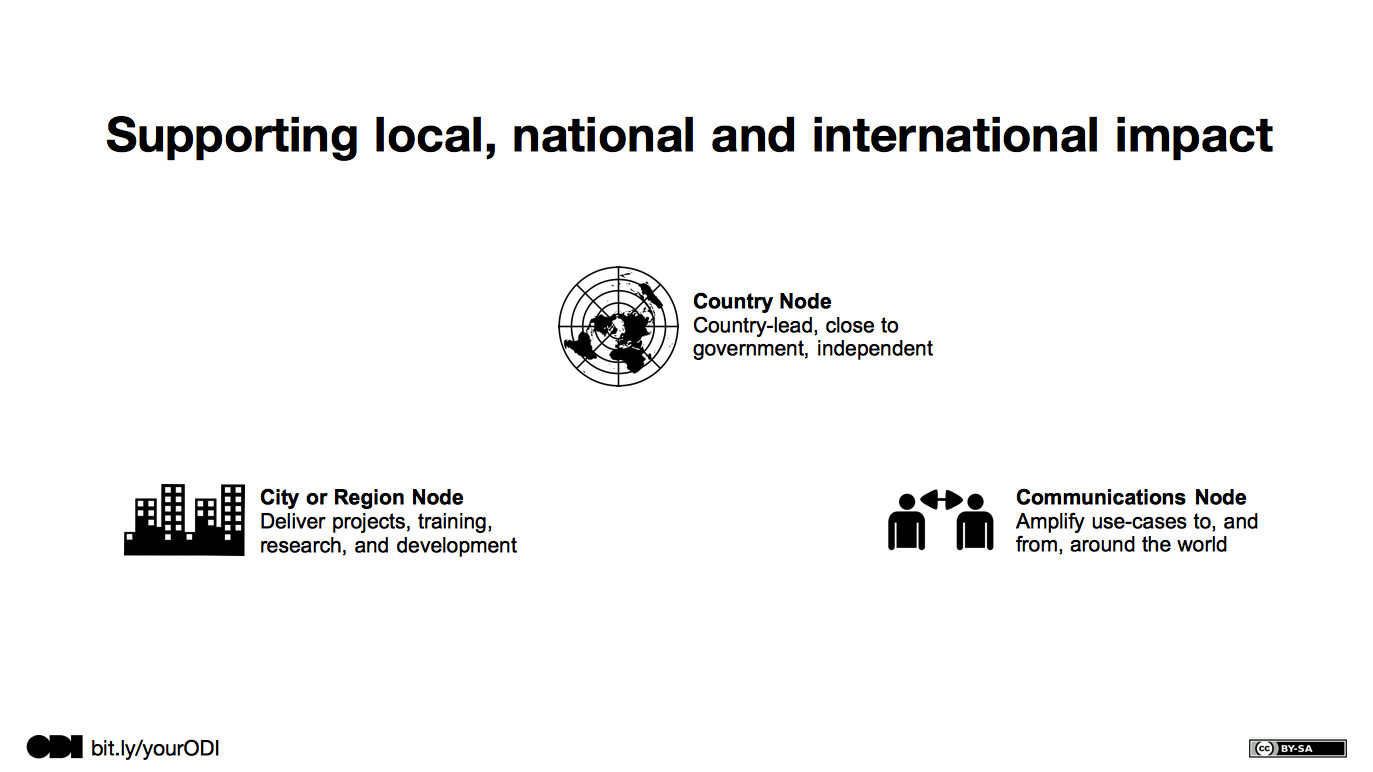 Supporting local, national and international impact
Country Node
Country-lead, close to
government, independent
City or Region Node
Deliver projects, training,
research, and development
Communications Node
Amplify use-cases to, and
from, around the world
ODI bit.ly/yourODI
cc BY-SA